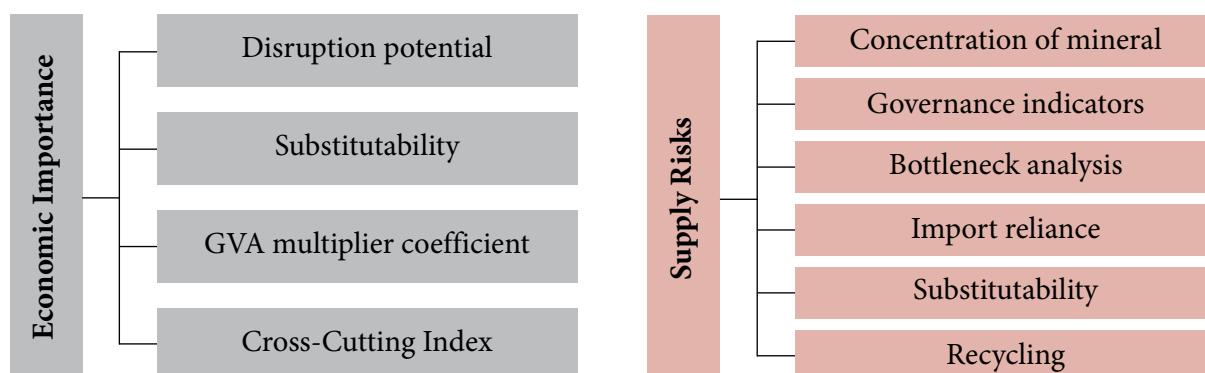 Economic Importance
Disruption potential
Substitutability
GVA multiplier coefficient
Cross-Cutting Index
Supply Risks
Concentration of mineral
Governance indicators
Bottleneck analysis
Import reliance
Substitutability
Recycling